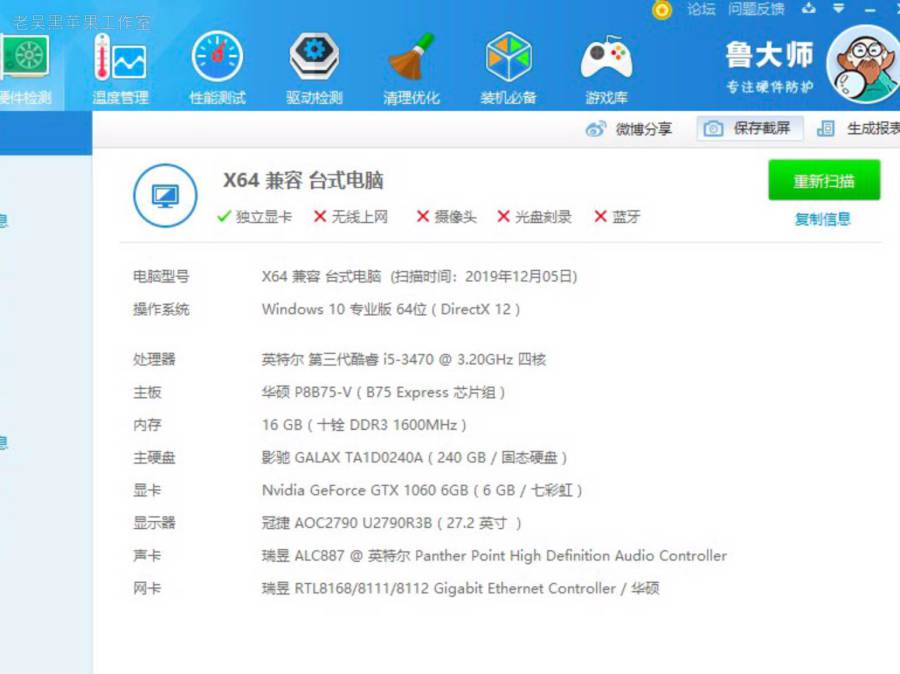 老吴黑苹果工作室
论坛 问题反馈
硬件检测 温度管理 性能测试 驱动检测 清理优化 装机必备 游戏库
鲁大师
专注硬件防护
微博分享 保存截屏 生成报表
X64 兼容 台式电脑
重新扫描
独立显卡 无线上网 摄像头 光盘刻录 蓝牙
复制信息
息
电脑型号 X64 兼容 台式电脑 (扫描时间：2019年12月05日)
操作系统 Windows 10 专业版 64位 ( DirectX 12 )
处理器 英特尔 第三代酷睿 i5-3470 @ 3.20GHz 四核
主板 华硕 P8B75-V ( B75 Express 芯片组 )
内存 16 GB ( 十铨 DDR3 1600MHz )
息
主硬盘 影驰 GALAX TA1D0240A ( 240 GB / 固态硬盘 )
显卡 Nvidia GeForce GTX 1060 6GB ( 6 GB / 七彩虹 )
显示器 冠捷 AOC2790 U2790R3B ( 27.2 英寸 )
声卡 瑞昱 ALC887 @ 英特尔 Panther Point High Definition Audio Controller
网卡 瑞昱 RTL8168/8111/8112 Gigabit Ethernet Controller / 华硕